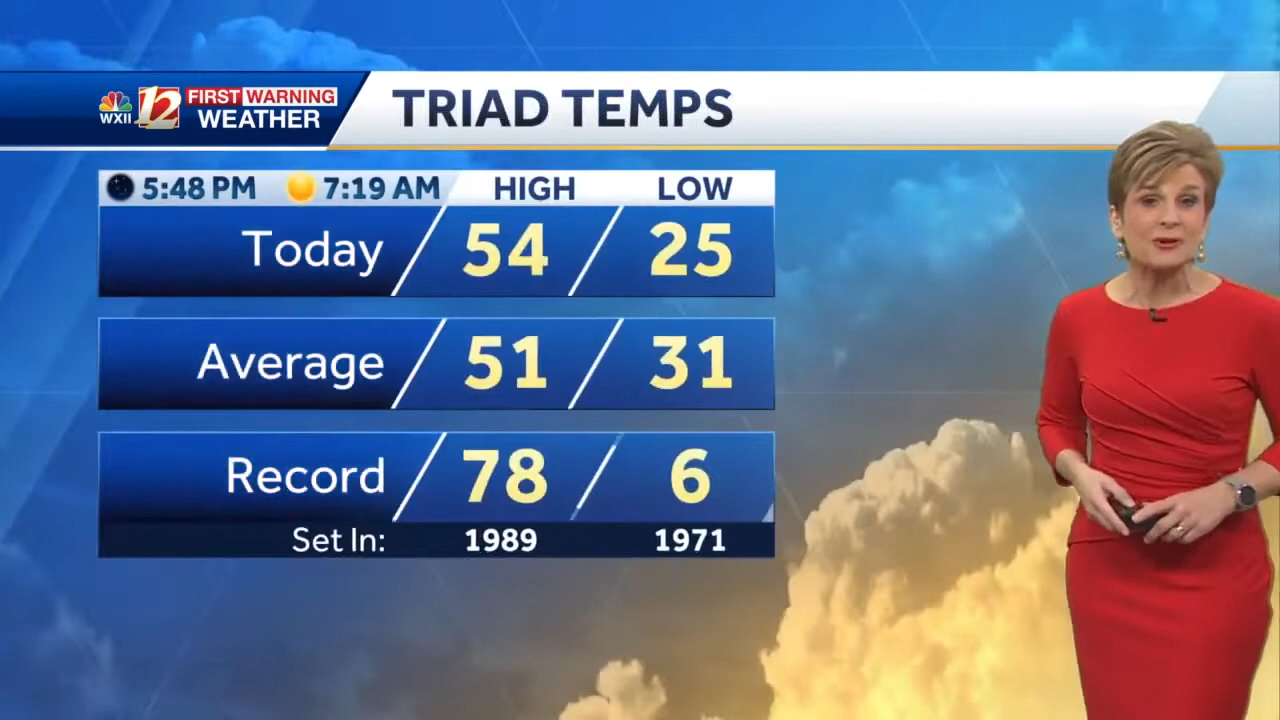 WXII 12 FIRST WARNING WEATHER
TRIAD TEMPS
5:48 PM 7:19 AM HIGH LOW
Today 54 25
Average 51 31
Record 78 6
Set In: 1989 1971